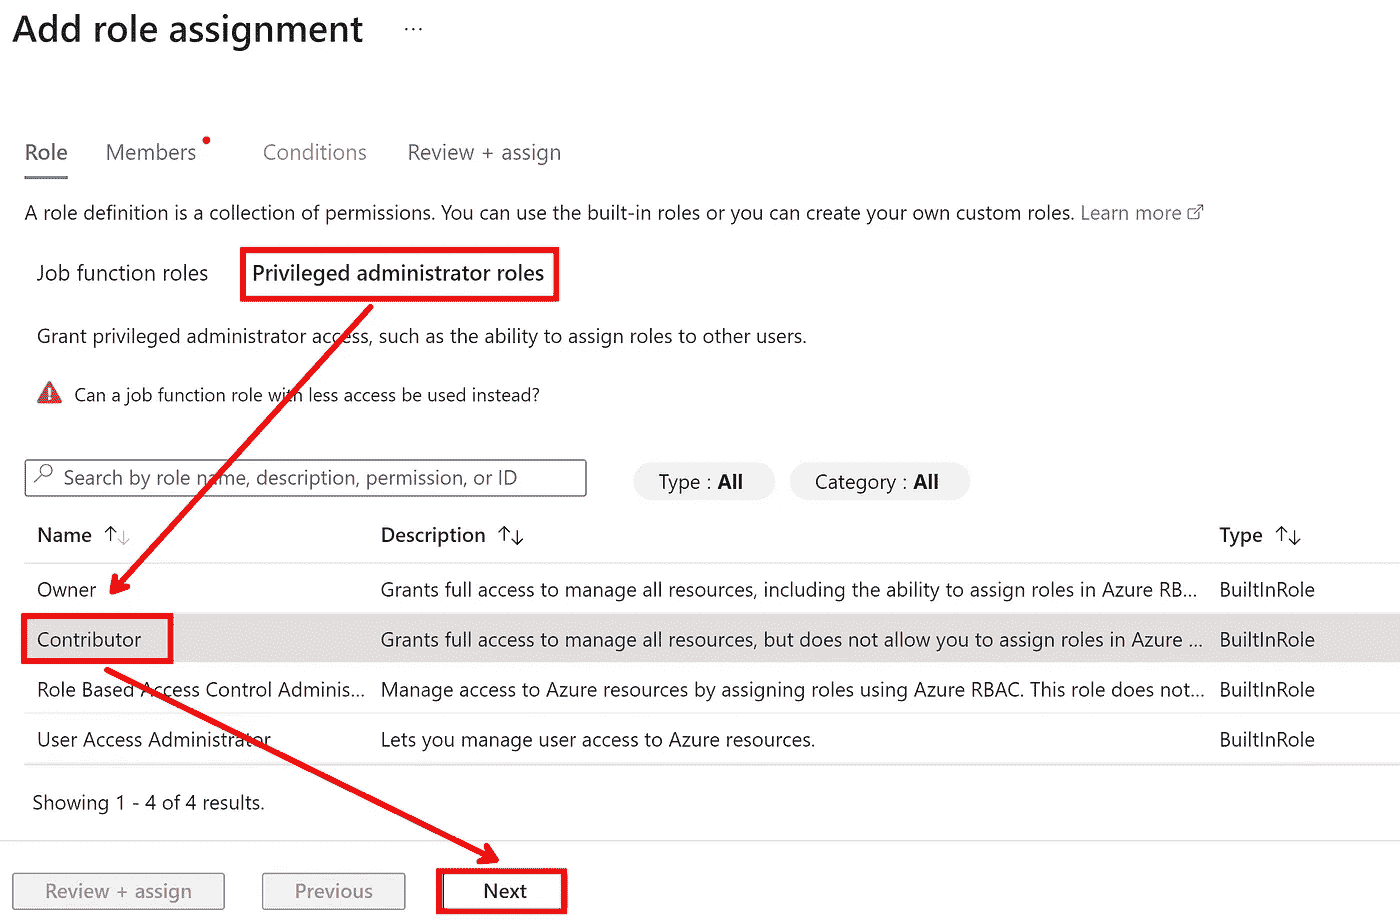 Add role assignment ...
Role Members Conditions Review + assign
A role definition is a collection of permissions. You can use the built-in roles or you can create your own custom roles. Learn more
Job function roles Privileged administrator roles
Grant privileged administrator access, such as the ability to assign roles to other users.
Can a job function role with less access be used instead?
Search by role name, description, permission, or ID Type : All Category : All
Name ↑↓ Description ↑↓ Type ↑↓
Owner Grants full access to manage all resources, including the ability to assign roles in Azure RB... BuiltInRole
Contributor Grants full access to manage all resources, but does not allow you to assign roles in Azure ... BuiltInRole
Role Based Access Control Adminis... Manage access to Azure resources by assigning roles using Azure RBAC. This role does not... BuiltInRole
User Access Administrator Lets you manage user access to Azure resources. BuiltInRole
Showing 1 - 4 of 4 results.
Review + assign Previous Next